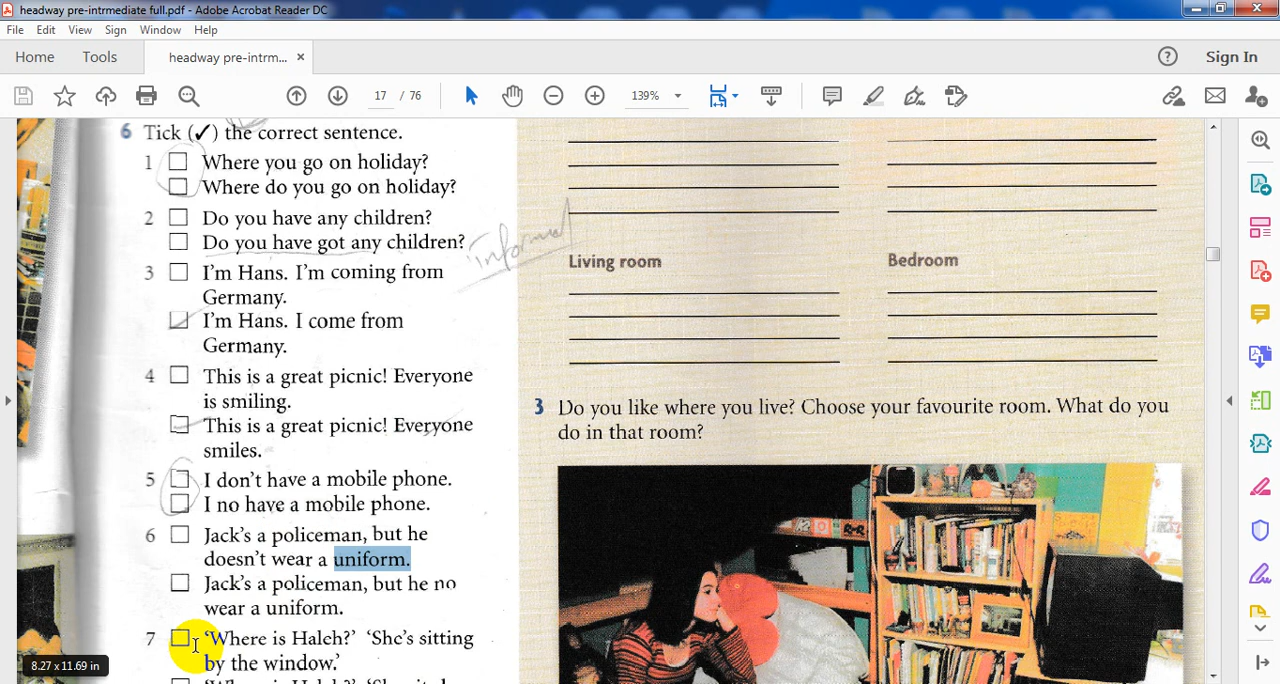 headway pre-intrmediate full.pdf - Adobe Acrobat Reader DC
File Edit View Sign Window Help
Home Tools headway pre-intrm... × Sign In
17 / 76 139%
6 Tick (✓) the correct sentence.
1 Where you go on holiday?
Where do you go on holiday?
2 Do you have any children?
Do you have got any children?
informal
3 I'm Hans. I'm coming from
Germany.
I'm Hans. I come from
Germany.
4 This is a great picnic! Everyone
is smiling.
This is a great picnic! Everyone
smiles.
5 I don't have a mobile phone.
I no have a mobile phone.
6 Jack's a policeman, but he
doesn't wear a uniform.
Jack's a policeman, but he no
wear a uniform.
7 'Where is Haleh?' 'She's sitting
by the window.'
8.27 x 11.69 in
Living room
Bedroom
3 Do you like where you live? Choose your favourite room. What do you
do in that room?